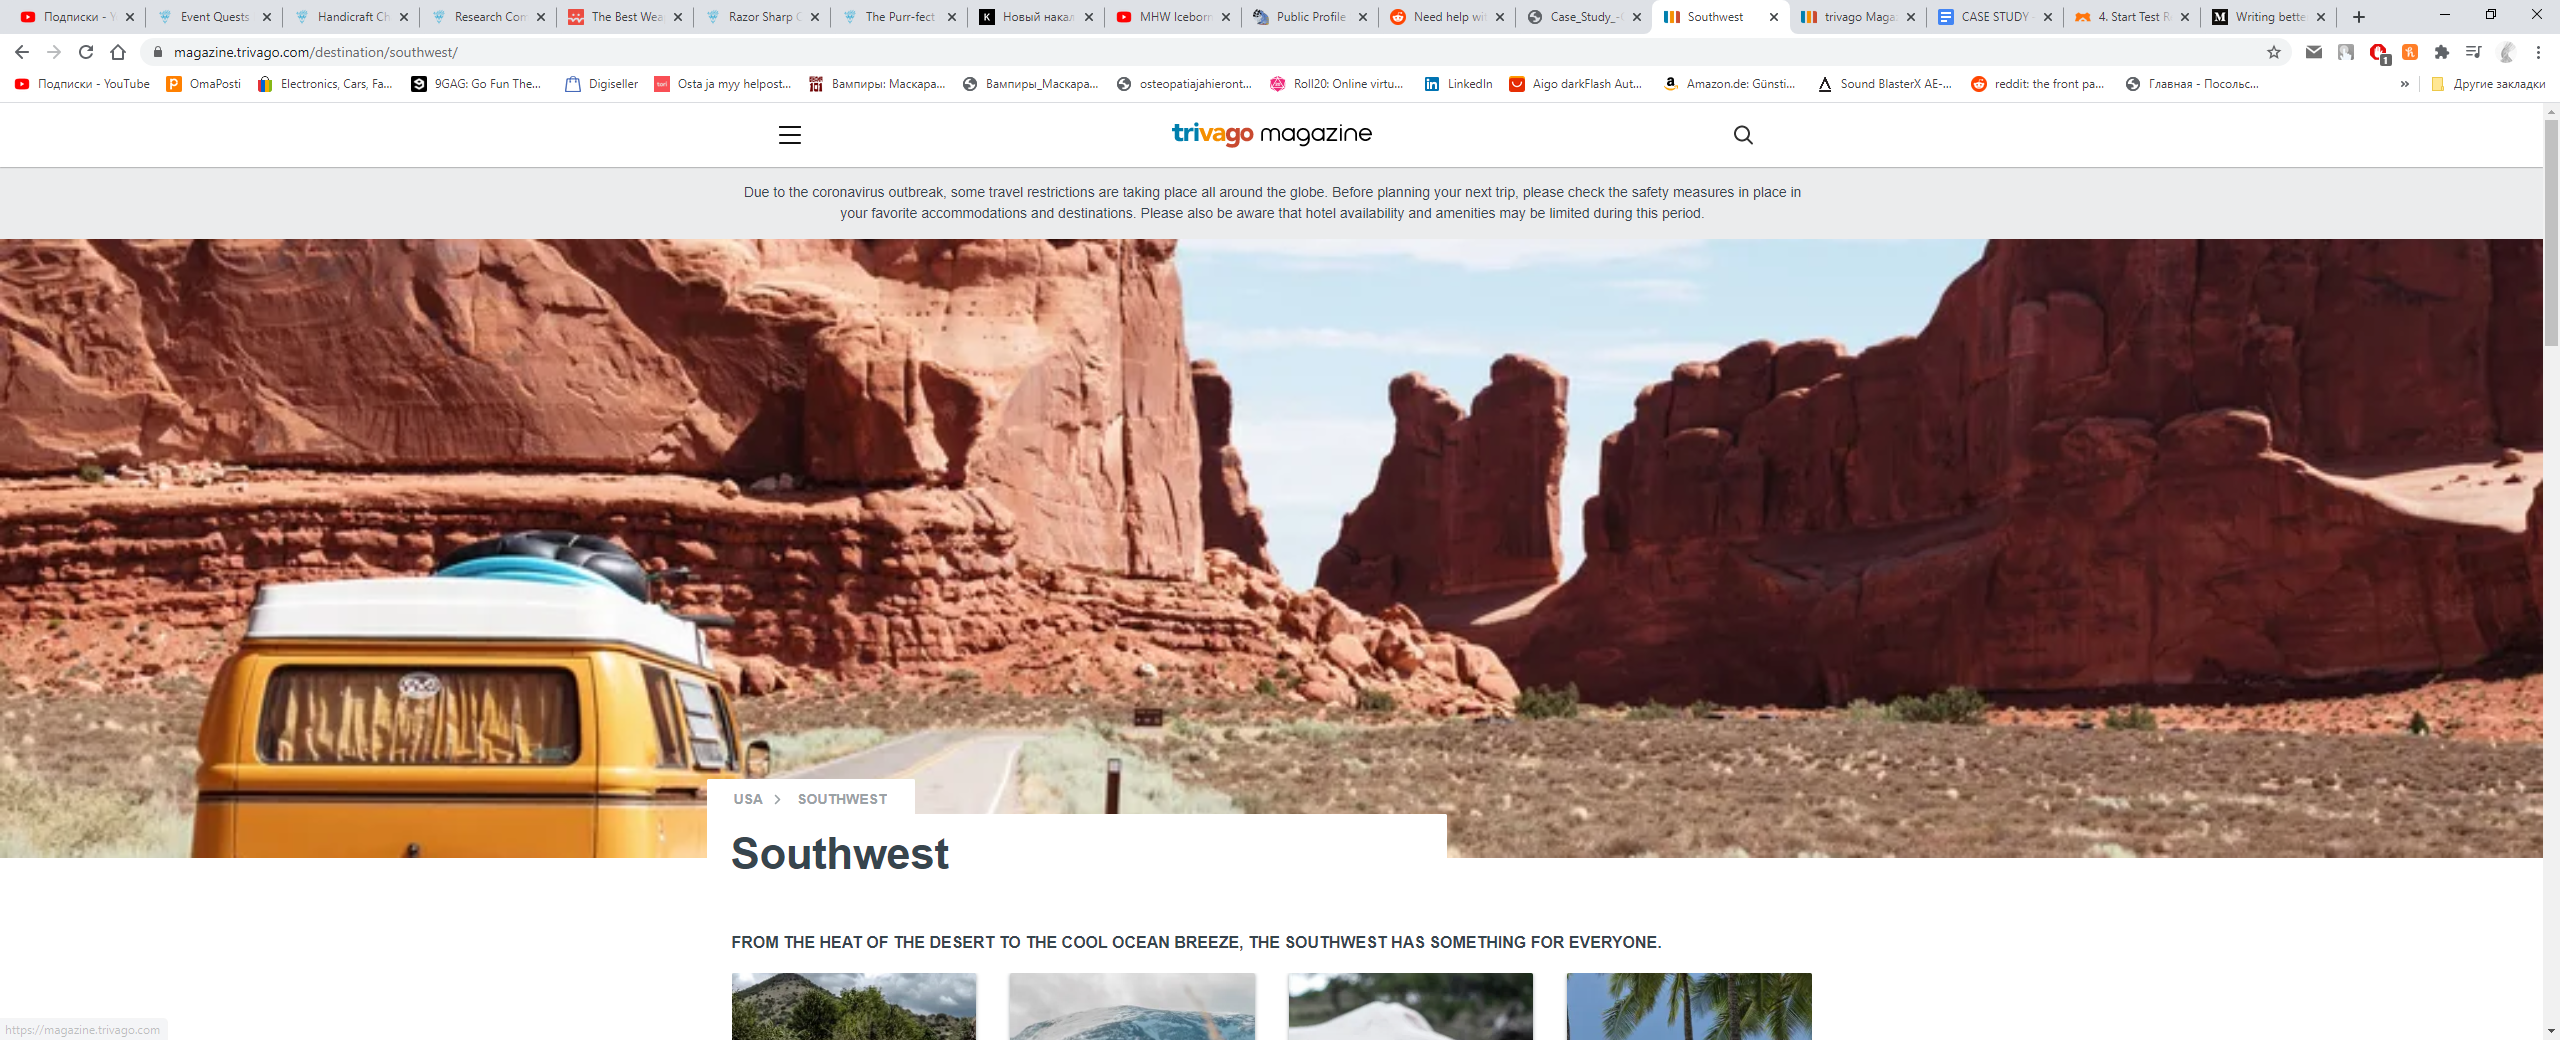 Подписки - Y
Event Quests
Handicraft Ch
Research Com
The Best Wea
Razor Sharp C
The Purr-fect
Новый накал
MHW Iceborn
Public Profile
Need help wit
Case_Study_-
Southwest
trivago Maga
CASE STUDY -
4. Start Test R
Writing bette
magazine.trivago.com/destination/southwest/
1
Подписки - YouTube
OmaPosti
Electronics, Cars, Fa...
9GAG: Go Fun The...
Digiseller
tori
Osta ja myy helpost...
Вампиры: Маскара...
Вампиры_Маскара...
osteopatiajahieront...
Roll20: Online virtu...
LinkedIn
Aigo darkFlash Aut...
Amazon.de: Günsti...
Sound BlasterX AE-...
reddit: the front pa...
Главная - Посольс...
»
Другие закладки
trivago magazine
Due to the coronavirus outbreak, some travel restrictions are taking place all around the globe. Before planning your next trip, please check the safety measures in place in
your favorite accommodations and destinations. Please also be aware that hotel availability and amenities may be limited during this period.
USA > SOUTHWEST
Southwest
FROM THE HEAT OF THE DESERT TO THE COOL OCEAN BREEZE, THE SOUTHWEST HAS SOMETHING FOR EVERYONE.
https://magazine.trivago.com